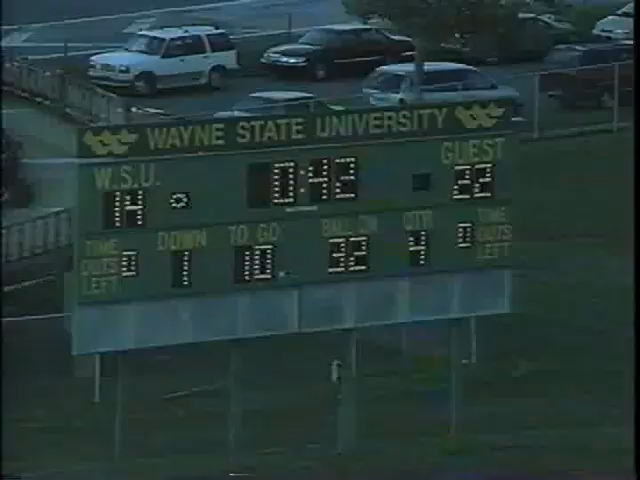 WAYNE STATE UNIVERSITY
W.S.U. 0:42 GUEST
14 22
TIME OUTS LEFT 0 DOWN 1 TO GO 10 BALL ON 32 QTR 4 0 TIME OUTS LEFT